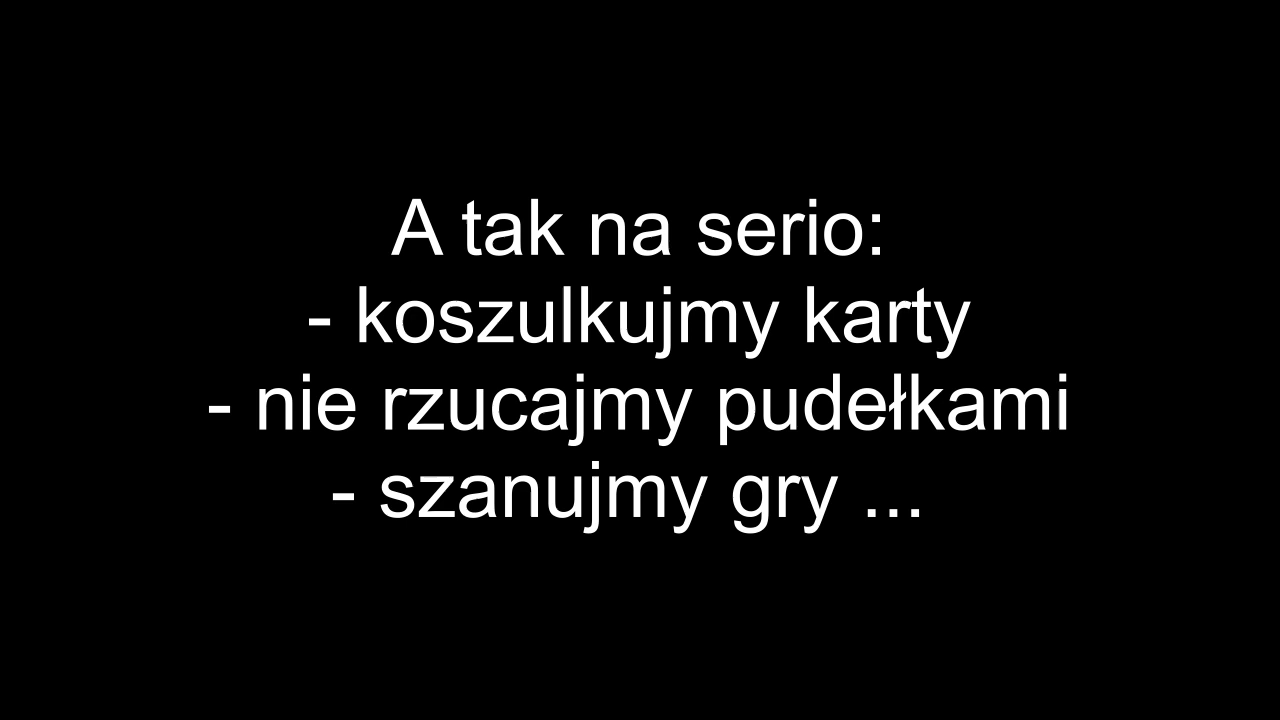 A tak na serio:
- koszulkujmy karty
- nie rzucajmy pudełkami
- szanujmy gry ...